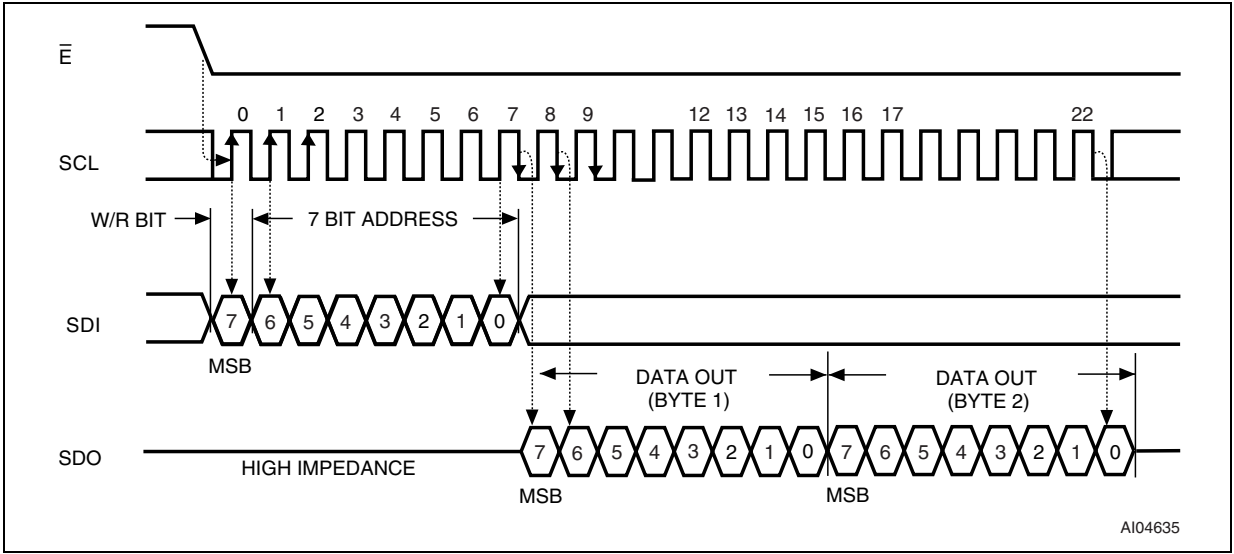 E̅
0 1 2 3 4 5 6 7 8 9 12 13 14 15 16 17 22
SCL
W/R BIT 7 BIT ADDRESS
SDI 7 6 5 4 3 2 1 0
MSB
DATA OUT (BYTE 1)
DATA OUT (BYTE 2)
SDO HIGH IMPEDANCE 7 6 5 4 3 2 1 0 7 6 5 4 3 2 1 0
MSB MSB
AI04635